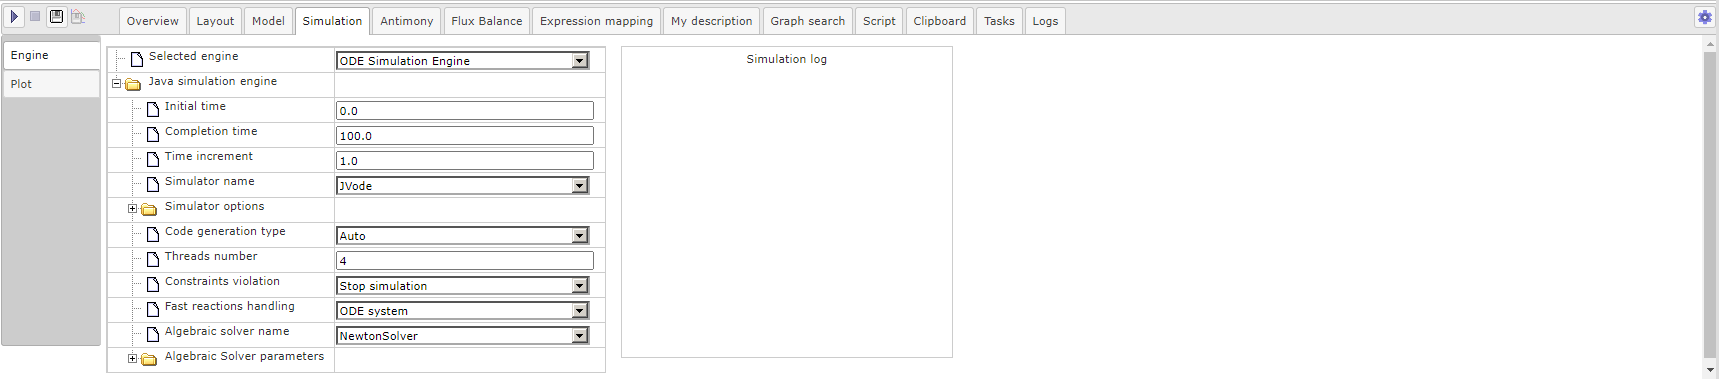 Overview Layout Model Simulation Antimony Flux Balance Expression mapping My description Graph search Script Clipboard Tasks Logs
Engine
Plot
Selected engine ODE Simulation Engine
Java simulation engine
Initial time 0.0
Completion time 100.0
Time increment 1.0
Simulator name JVode
Simulator options
Code generation type Auto
Threads number 4
Constraints violation Stop simulation
Fast reactions handling ODE system
Algebraic solver name NewtonSolver
Algebraic Solver parameters
Simulation log